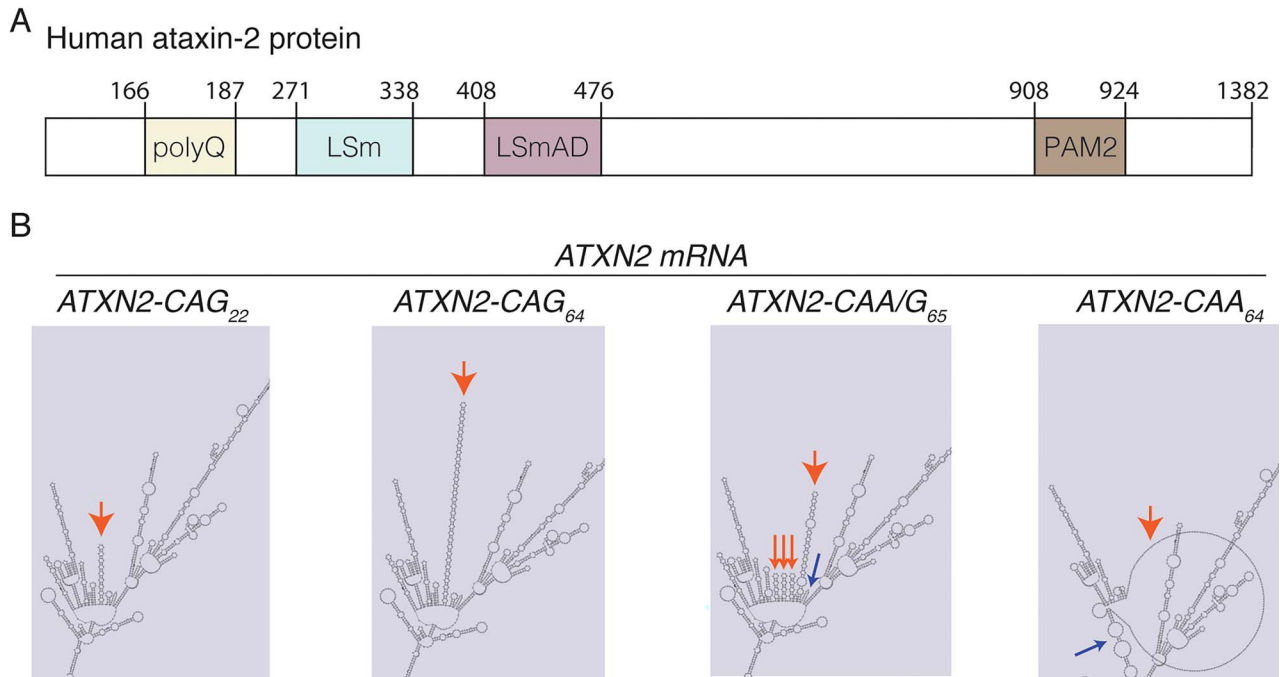 A
Human ataxin-2 protein
166 187 271 338 408 476 908 924 1382
polyQ LSm LSmAD PAM2
B
ATXN2 mRNA
ATXN2-CAG22 ATXN2-CAG64 ATXN2-CAA/G65 ATXN2-CAA64